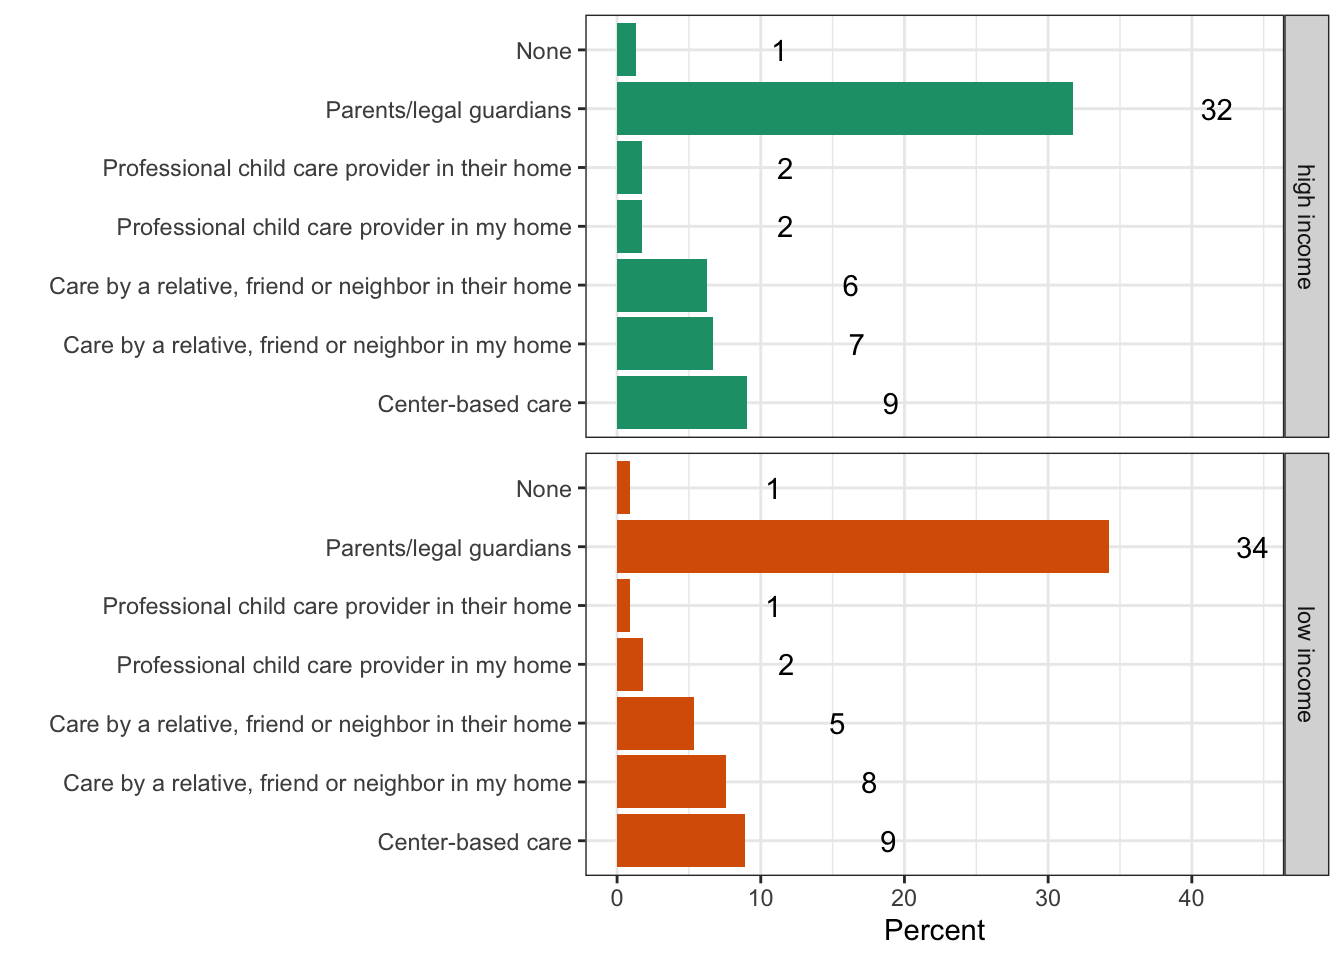 None 1
Parents/legal guardians 32
Professional child care provider in their home 2
Professional child care provider in my home 2
Care by a relative, friend or neighbor in their home 6
Care by a relative, friend or neighbor in my home 7
Center-based care 9
high income
None 1
Parents/legal guardians 34
Professional child care provider in their home 1
Professional child care provider in my home 2
Care by a relative, friend or neighbor in their home 5
Care by a relative, friend or neighbor in my home 8
Center-based care 9
low income
0 10 20 30 40
Percent